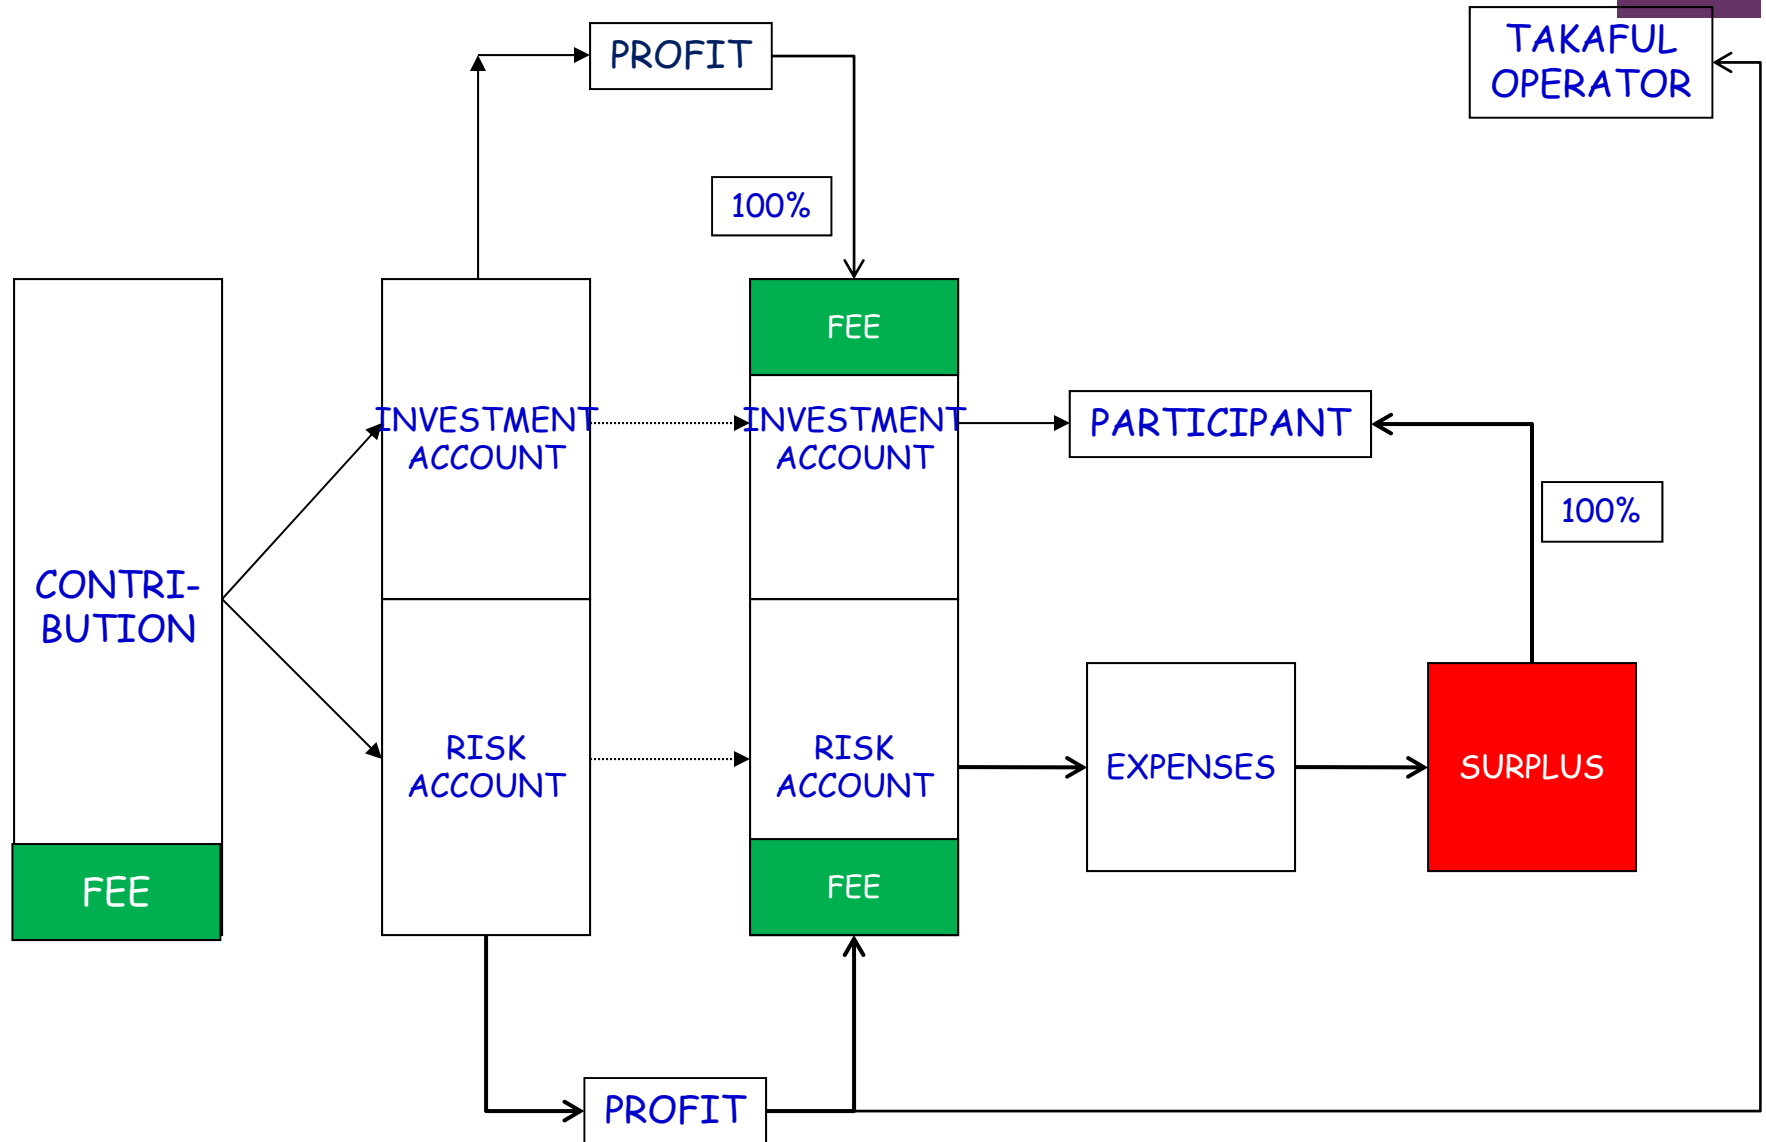 PROFIT
TAKAFUL
OPERATOR
100%
FEE
INVESTMENT
ACCOUNT
INVESTMENT
ACCOUNT
PARTICIPANT
100%
CONTRI-
BUTION
RISK
ACCOUNT
RISK
ACCOUNT
EXPENSES
SURPLUS
FEE
FEE
PROFIT